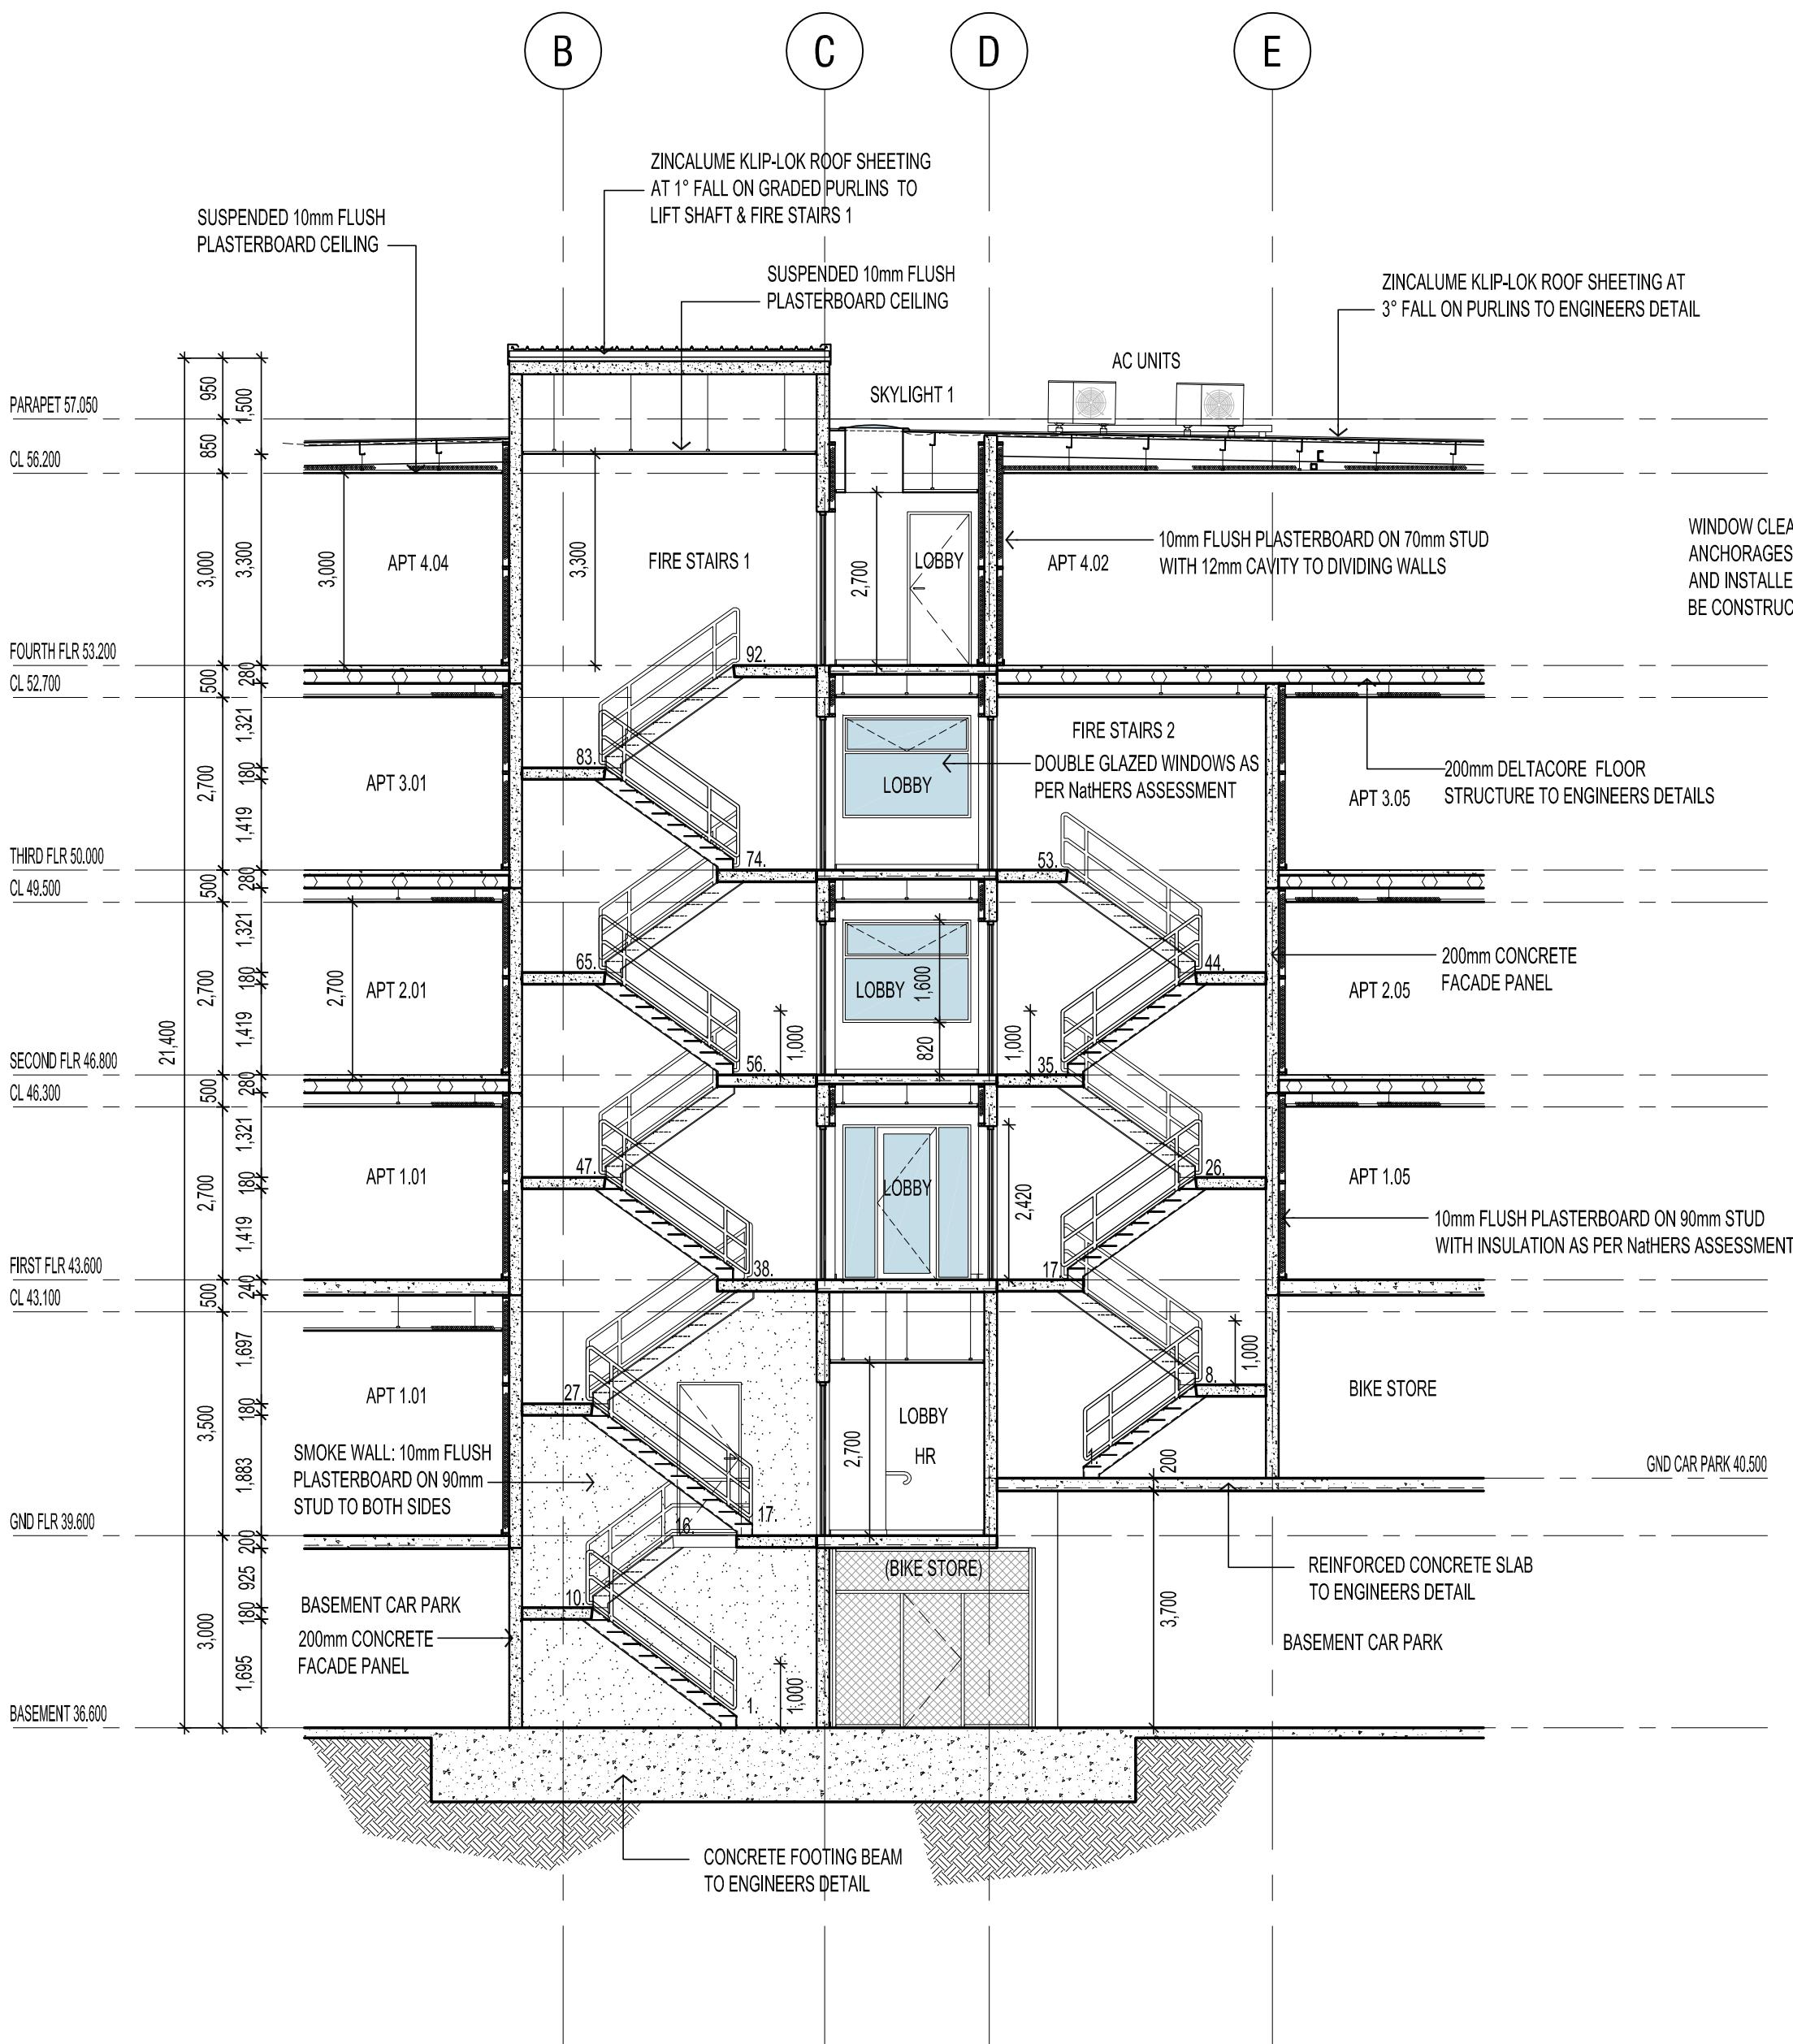 B
C
D
E
ZINCALUME KLIP-LOK ROOF SHEETING
AT 1° FALL ON GRADED PURLINS TO
LIFT SHAFT & FIRE STAIRS 1
SUSPENDED 10mm FLUSH
PLASTERBOARD CEILING
SUSPENDED 10mm FLUSH
PLASTERBOARD CEILING
ZINCALUME KLIP-LOK ROOF SHEETING AT
3° FALL ON PURLINS TO ENGINEERS DETAIL
AC UNITS
SKYLIGHT 1
950
1,500
PARAPET 57.050
850
CL 56.200
WINDOW CLEA
ANCHORAGES
AND INSTALLE
BE CONSTRUC
10mm FLUSH PLASTERBOARD ON 70mm STUD
WITH 12mm CAVITY TO DIVIDING WALLS
3,000
3,300
3,000
APT 4.04
3,300
FIRE STAIRS 1
2,700
LOBBY
APT 4.02
FOURTH FLR 53.200
92.
500
280
CL 52.700
1,321
FIRE STAIRS 2
DOUBLE GLAZED WINDOWS AS
PER NatHERS ASSESSMENT
83.
180
2,700
APT 3.01
LOBBY
200mm DELTACORE FLOOR
STRUCTURE TO ENGINEERS DETAILS
APT 3.05
1,419
THIRD FLR 50.000
74.
53.
500
280
CL 49.500
1,321
65.
44.
200mm CONCRETE
FACADE PANEL
180
2,700
2,700
APT 2.01
LOBBY
1,600
APT 2.05
1,419
21,400
1,000
820
1,000
SECOND FLR 46.800
56.
35.
500
280
CL 46.300
1,321
47.
26.
180
2,700
APT 1.01
LOBBY
2,420
APT 1.05
1,419
10mm FLUSH PLASTERBOARD ON 90mm STUD
WITH INSULATION AS PER NatHERS ASSESSMENT
FIRST FLR 43.600
38.
17.
500
240
CL 43.100
1,697
1,000
8.
27.
180
3,500
APT 1.01
LOBBY
HR
BIKE STORE
2,700
SMOKE WALL: 10mm FLUSH
PLASTERBOARD ON 90mm
STUD TO BOTH SIDES
1,883
1.
200
GND CAR PARK 40.500
GND FLR 39.600
16.
17.
200
925
(BIKE STORE)
REINFORCED CONCRETE SLAB
TO ENGINEERS DETAIL
10.
180
3,000
BASEMENT CAR PARK
200mm CONCRETE
FACADE PANEL
3,700
BASEMENT CAR PARK
1,695
1,000
1.
BASEMENT 36.600
CONCRETE FOOTING BEAM
TO ENGINEERS DETAIL